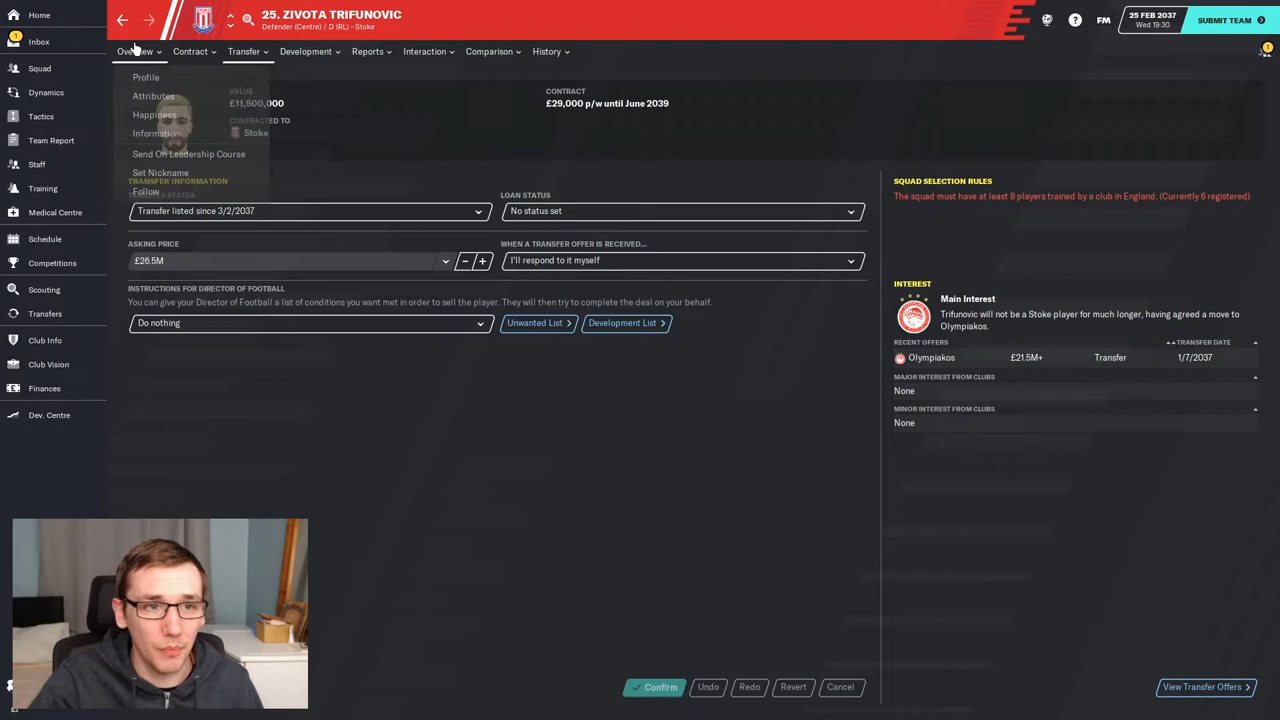 Home
1
Inbox
Squad
Dynamics
Tactics
Team Report
Staff
Training
Medical Centre
Schedule
Competitions
Scouting
Transfers
Club Info
Club Vision
Finances
Dev. Centre
25. ZIVOTA TRIFUNOVIC
Defender (Centre) / D (RL) - Stoke
FM
25 FEB 2037
Wed 19:30
SUBMIT TEAM
Overview
Contract
Transfer
Development
Reports
Interaction
Comparison
History
1
Profile
Attributes
Happiness
Information
Send On Leadership Course
Set Nickname
Follow
VALUE
£11,500,000
CONTRACTED TO
Stoke
CONTRACT
£29,000 p/w until June 2039
TRANSFER INFORMATION
TRANSFER STATUS
Transfer listed since 3/2/2037
LOAN STATUS
No status set
ASKING PRICE
£26.5M
WHEN A TRANSFER OFFER IS RECEIVED...
I'll respond to it myself
INSTRUCTIONS FOR DIRECTOR OF FOOTBALL
You can give your Director of Football a list of conditions you want met in order to sell the player. They will then try to complete the deal on your behalf.
Do nothing
Unwanted List
Development List
SQUAD SELECTION RULES
The squad must have at least 8 players trained by a club in England. (Currently 6 registered)
INTEREST
Main Interest
Trifunovic will not be a Stoke player for much longer, having agreed a move to
Olympiakos.
RECENT OFFERS
TRANSFER DATE
Olympiakos
£21.5M+
Transfer
1/7/2037
MAJOR INTEREST FROM CLUBS
None
MINOR INTEREST FROM CLUBS
None
Confirm
Undo
Redo
Revert
Cancel
View Transfer Offers